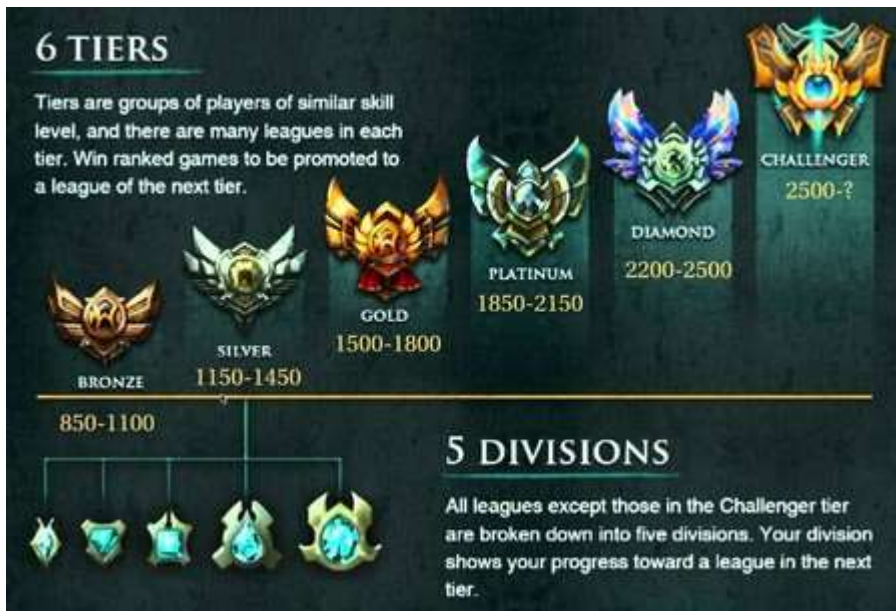 6 TIERS
Tiers are groups of players of similar skill
level, and there are many leagues in each
tier. Win ranked games to be promoted to
a league of the next tier.
CHALLENGER
2500-?
DIAMOND
2200-2500
PLATINUM
1850-2150
GOLD
1500-1800
SILVER
1150-1450
BRONZE
850-1100
5 DIVISIONS
All leagues except those in the Challenger tier
are broken down into five divisions. Your division
shows your progress toward a league in the next
tier.